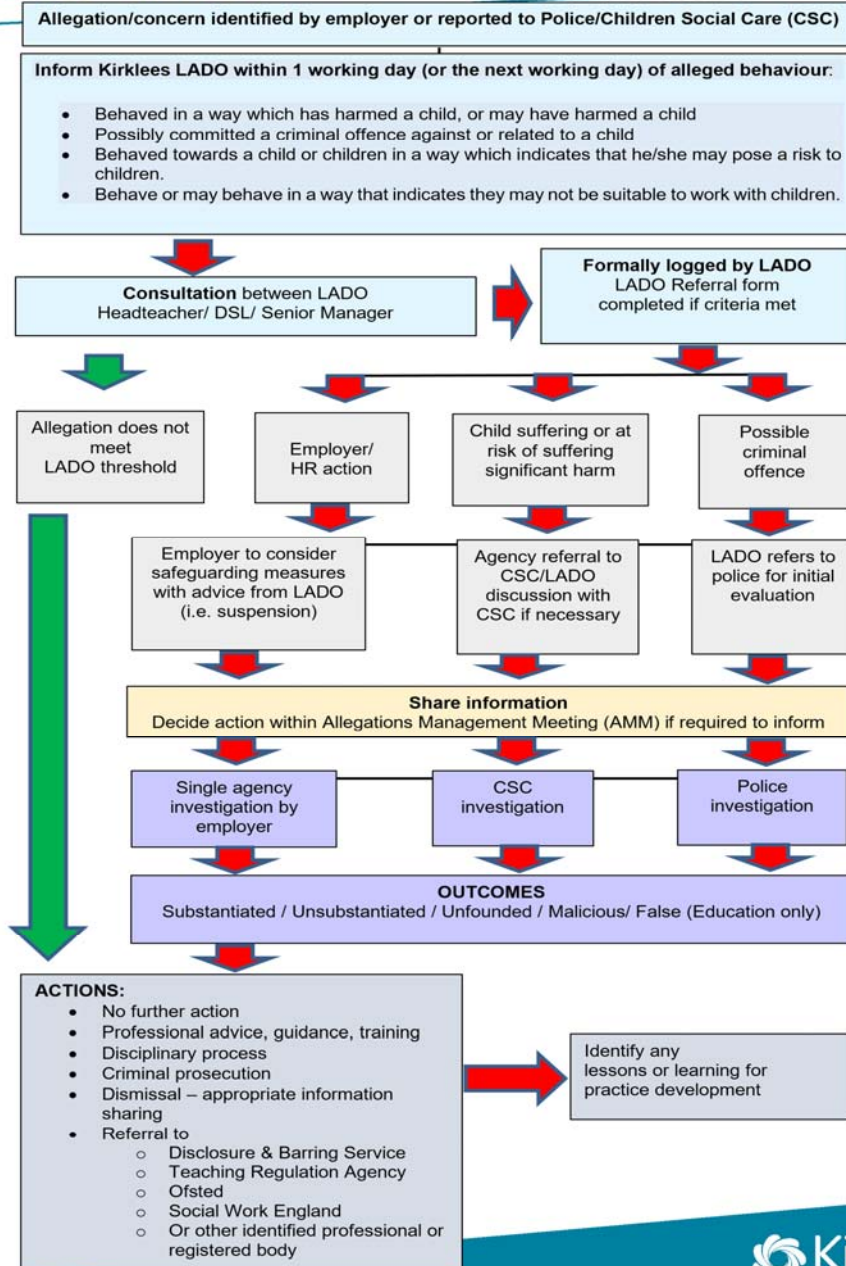 Allegation/concern identified by employer or reported to Police/Children Social Care (CSC)
Inform Kirklees LADO within 1 working day (or the next working day) of alleged behaviour:
• Behaved in a way which has harmed a child, or may have harmed a child
• Possibly committed a criminal offence against or related to a child
• Behaved towards a child or children in a way which indicates that he/she may pose a risk to
children.
• Behave or may behave in a way that indicates they may not be suitable to work with children.
Consultation between LADO
Headteacher/ DSL/ Senior Manager
Formally logged by LADO
LADO Referral form
completed if criteria met
Allegation does not
meet
LADO threshold
Employer/
HR action
Child suffering or at
risk of suffering
significant harm
Possible
criminal
offence
Employer to consider
safeguarding measures
with advice from LADO
(i.e. suspension)
Agency referral to
CSC/LADO
discussion with
CSC if necessary
LADO refers to
police for initial
evaluation
Share information
Decide action within Allegations Management Meeting (AMM) if required to inform
Single agency
investigation by
employer
CSC
investigation
Police
investigation
OUTCOMES
Substantiated / Unsubstantiated / Unfounded / Malicious/ False (Education only)
ACTIONS:
• No further action
• Professional advice, guidance, training
• Disciplinary process
• Criminal prosecution
• Dismissal – appropriate information
sharing
• Referral to
o Disclosure & Barring Service
o Teaching Regulation Agency
o Ofsted
o Social Work England
o Or other identified professional or
registered body
Identify any
lessons or learning for
practice development
Ki